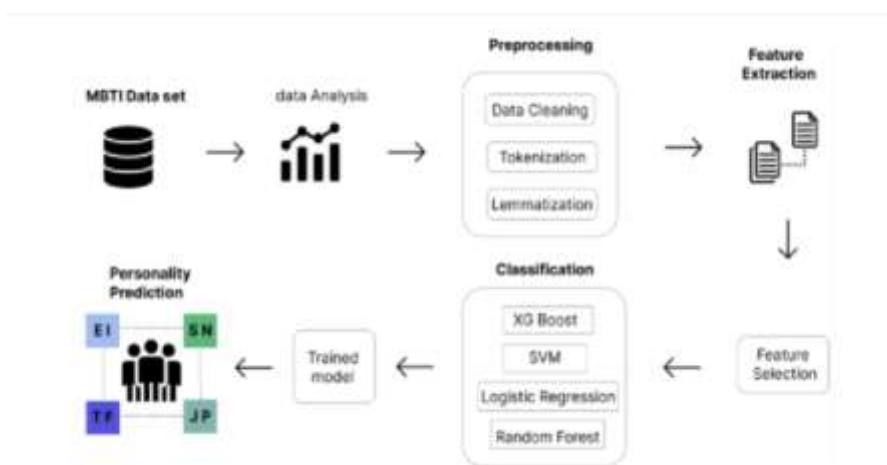 MBTI Data set
data Analysis
Preprocessing
Data Cleaning
Tokenization
Lemmatization
Feature
Extraction
Feature
Selection
Classification
XG Boost
SVM
Logistic Regression
Random Forest
Trained
model
Personality
Prediction
EI
SN
TF
JP